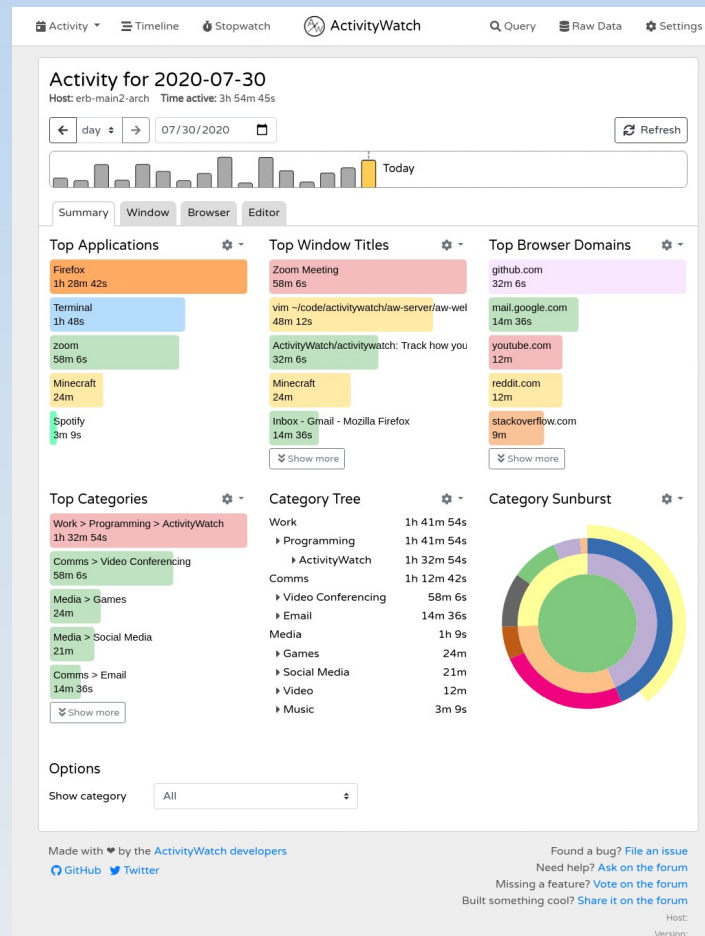 Activity Timeline Stopwatch ActivityWatch Query Raw Data Settings
Activity for 2020-07-30
Host: erb-main2-arch Time active: 3h 54m 45s
day 07/30/2020 Refresh
Today
Summary Window Browser Editor
Top Applications
Firefox
1h 28m 42s
Terminal
1h 48s
zoom
58m 6s
Minecraft
24m
Spotify
3m 9s
Top Window Titles
Zoom Meeting
58m 6s
vim ~/code/activitywatch/aw-server/aw-wel
48m 12s
ActivityWatch/activitywatch: Track how you
32m 6s
Minecraft
24m
Inbox - Gmail - Mozilla Firefox
14m 36s
Show more
Top Browser Domains
github.com
32m 6s
mail.google.com
14m 36s
youtube.com
12m
reddit.com
12m
stackoverflow.com
9m
Show more
Top Categories
Work > Programming > ActivityWatch
1h 32m 54s
Comms > Video Conferencing
58m 6s
Media > Games
24m
Media > Social Media
21m
Comms > Email
14m 36s
Show more
Category Tree
Work 1h 41m 54s
Programming 1h 41m 54s
ActivityWatch 1h 32m 54s
Comms 1h 12m 42s
Video Conferencing 58m 6s
Email 14m 36s
Media 1h 9s
Games 24m
Social Media 21m
Video 12m
Music 3m 9s
Category Sunburst
Options
Show category All
Made with ❤ by the ActivityWatch developers
GitHub Twitter
Found a bug? File an issue
Need help? Ask on the forum
Missing a feature? Vote on the forum
Built something cool? Share it on the forum
Host:
Version: